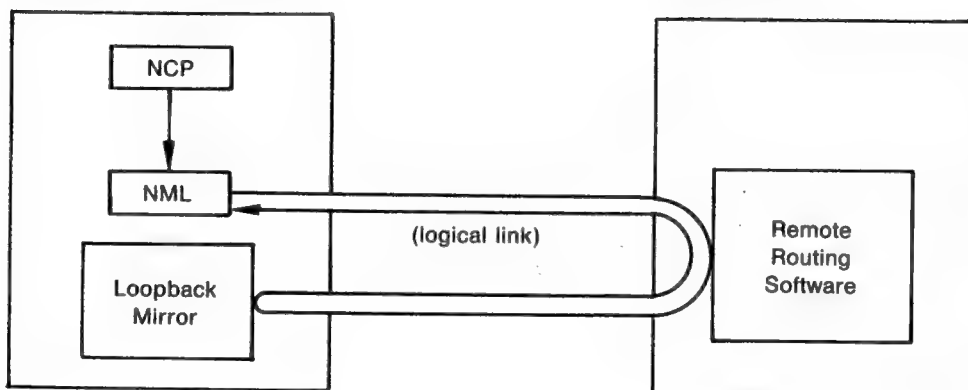 NCP
NML
(logical link)
Loopback
Mirror
Remote
Routing
Software